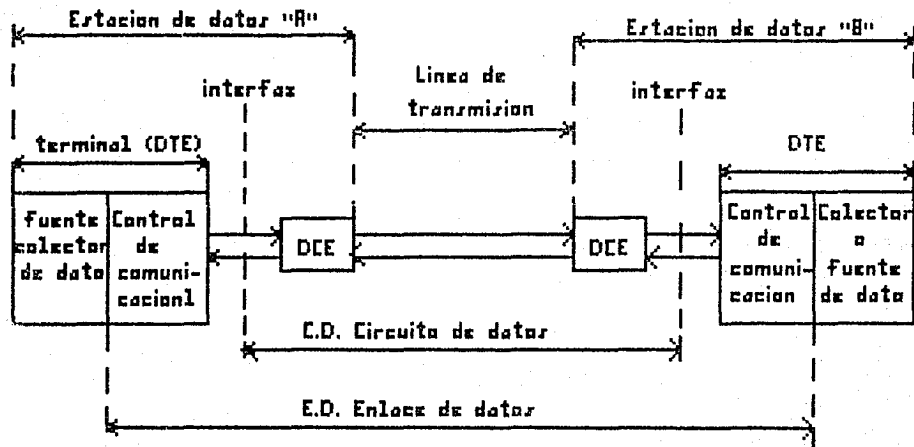 Estacion de datos "A"
Estacion de datos "B"
interfaz
Linea de
transmision
interfaz
terminal (DTE)
DTE
fuente
colector
de dato
Control
de
comuni-
cacionl
DCE
DCE
Control
de
comuni-
cacion
Colector
o
fuente
de dato
C.D. Circuito de datos
E.D. Enlace de datos